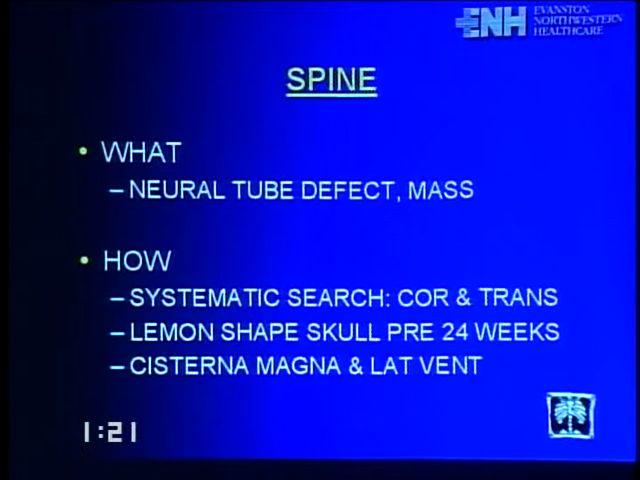 ENH EVANSTON
NORTHWESTERN
HEALTHCARE
SPINE
• WHAT
– NEURAL TUBE DEFECT, MASS
• HOW
– SYSTEMATIC SEARCH: COR & TRANS
– LEMON SHAPE SKULL PRE 24 WEEKS
– CISTERNA MAGNA & LAT VENT
1:21